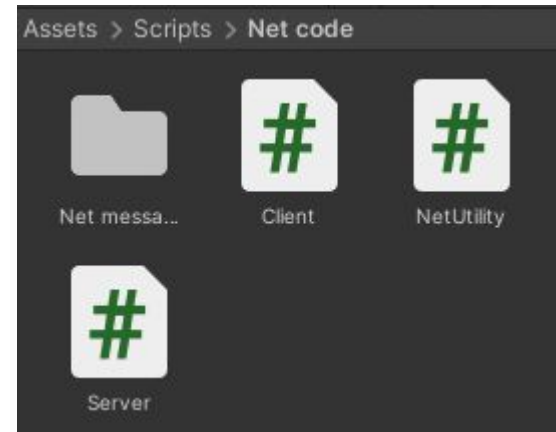 Assets > Scripts > Net code
Net messa...
Client
NetUtility
Server